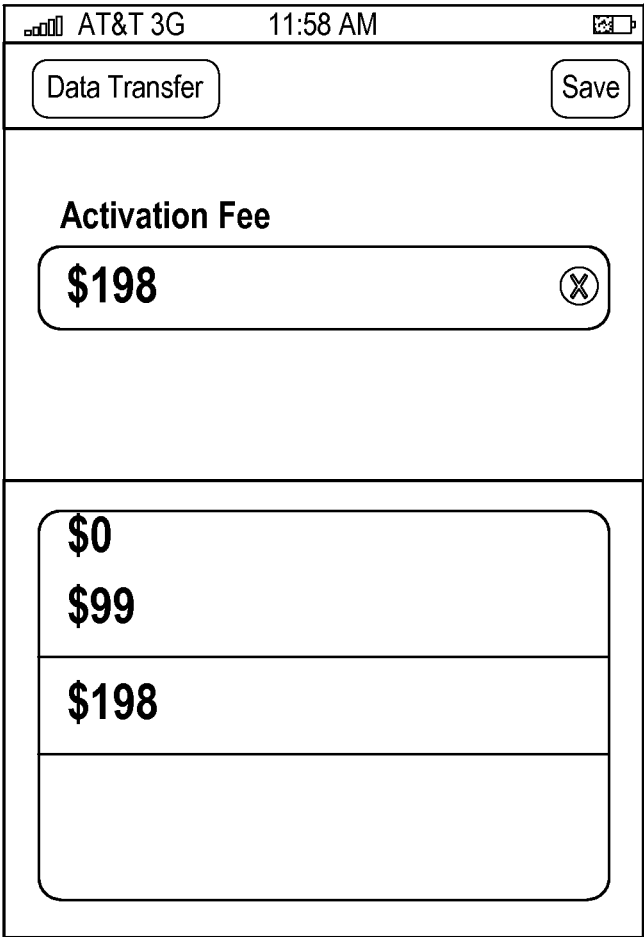 AT&T 3G 11:58 AM
Data Transfer Save
Activation Fee
$198
$0
$99
$198